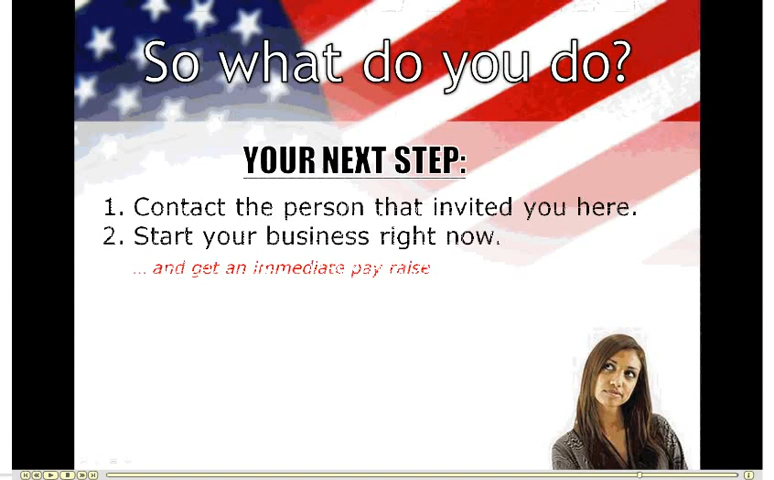 So what do you do?
YOUR NEXT STEP:
1. Contact the person that invited you here.
2. Start your business right now.
... and get an immediate pay raise